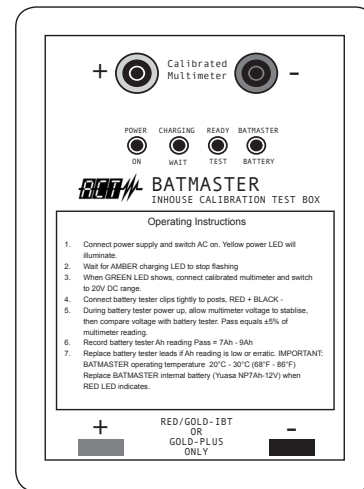 + Calibrated Multimeter -
POWER CHARGING READY BATMASTER
ON WAIT TEST BATTERY
ACT BATMASTER
INHOUSE CALIBRATION TEST BOX
Operating Instructions
1. Connect power supply and switch AC on. Yellow power LED will
illuminate.
2. Wait for AMBER charging LED to stop flashing
3. When GREEN LED shows, connect calibrated multimeter and switch
to 20V DC range.
4. Connect battery tester clips tightly to posts, RED + BLACK -
5. During battery tester power up, allow multimeter voltage to stablise,
then compare voltage with battery tester. Pass equals ±5% of
multimeter reading.
6. Record battery tester Ah reading Pass = 7Ah - 9Ah
7. Replace battery tester leads if Ah reading is low or erratic. IMPORTANT:
BATMASTER operating temperature 20°C - 30°C (68°F - 86°F)
Replace BATMASTER internal battery (Yuasa NP7Ah-12V) when
RED LED indicates.
+ RED/GOLD-IBT -
OR
GOLD-PLUS
ONLY